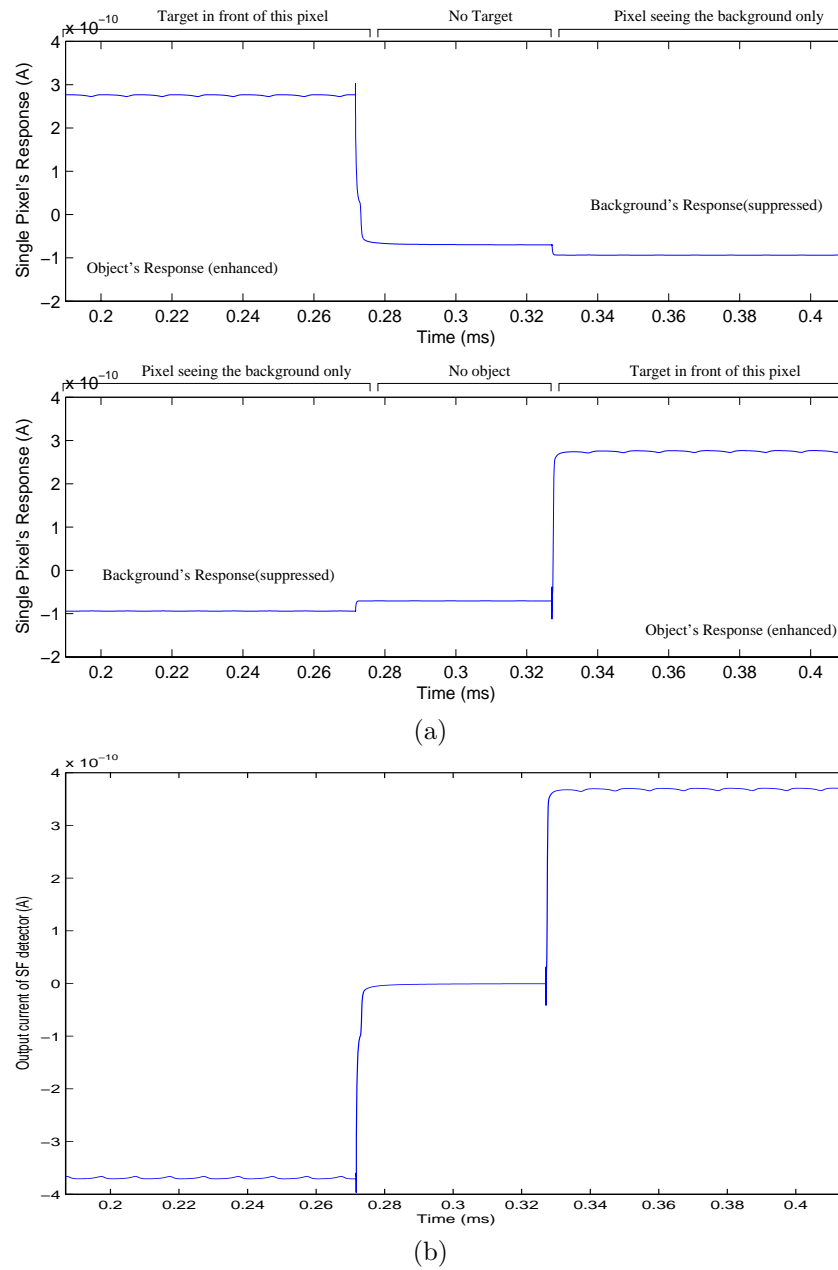 Target in front of this pixel No Target Pixel seeing the background only
x 10−10
4
3
2
1
0
−1
−2
Single Pixel's Response (A)
Background's Response(suppressed)
Object's Response (enhanced)
0.2 0.22 0.24 0.26 0.28 0.3 0.32 0.34 0.36 0.38 0.4
Time (ms)
Pixel seeing the background only No object Target in front of this pixel
x 10−10
4
3
2
1
0
−1
−2
Single Pixel's Response (A)
Background's Response(suppressed)
Object's Response (enhanced)
0.2 0.22 0.24 0.26 0.28 0.3 0.32 0.34 0.36 0.38 0.4
Time (ms)
(a)
x 10−10
4
3
2
1
0
−1
−2
−3
−4
Output current of SF detector (A)
0.2 0.22 0.24 0.26 0.28 0.3 0.32 0.34 0.36 0.38 0.4
Time (ms)
(b)